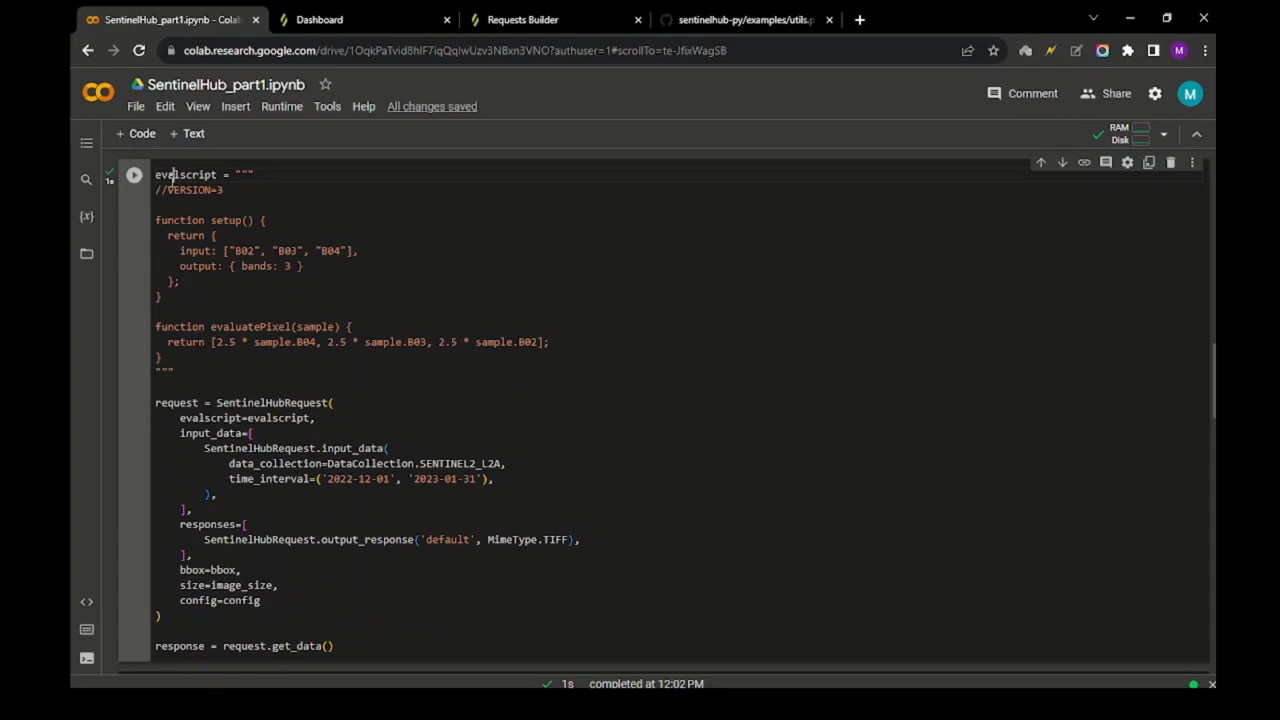 SentinelHub_part1.ipynb - Colab
Dashboard
Requests Builder
sentinelhub-py/examples/utils.
colab.research.google.com/drive/1OqkPaTvid8hIF7iqQqlwUzv3NBxn3VNO?authuser=1#scrollTo=te-JfixWagSB
SentinelHub_part1.ipynb
Comment
Share
M
File Edit View Insert Runtime Tools Help All changes saved
+ Code + Text
RAM
Disk
1s
evalscript = """
//VERSION=3
function setup() {
return {
input: ["B02", "B03", "B04"],
output: { bands: 3 }
};
}
function evaluatePixel(sample) {
return [2.5 * sample.B04, 2.5 * sample.B03, 2.5 * sample.B02];
}
"""
request = SentinelHubRequest(
evalscript=evalscript,
input_data=[
SentinelHubRequest.input_data(
data_collection=DataCollection.SENTINEL2_L2A,
time_interval=('2022-12-01', '2023-01-31'),
),
],
responses=[
SentinelHubRequest.output_response('default', MimeType.TIFF),
],
bbox=bbox,
size=image_size,
config=config
)
response = request.get_data()
1s completed at 12:02 PM